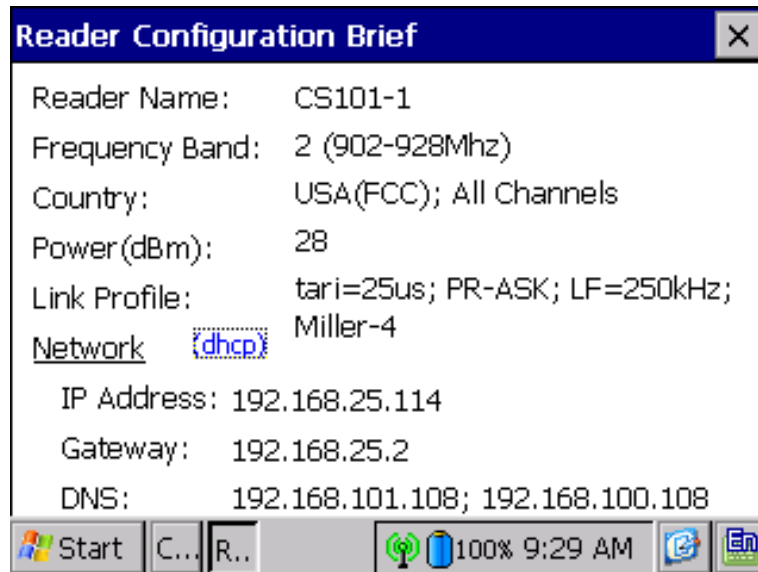 Reader Configuration Brief
Reader Name: CS101-1
Frequency Band: 2 (902-928Mhz)
Country: USA(FCC); All Channels
Power(dBm): 28
Link Profile: tari=25us; PR-ASK; LF=250kHz;
Miller-4
Network (dhcp)
IP Address: 192.168.25.114
Gateway: 192.168.25.2
DNS: 192.168.101.108; 192.168.100.108
Start C... R.. 100% 9:29 AM En